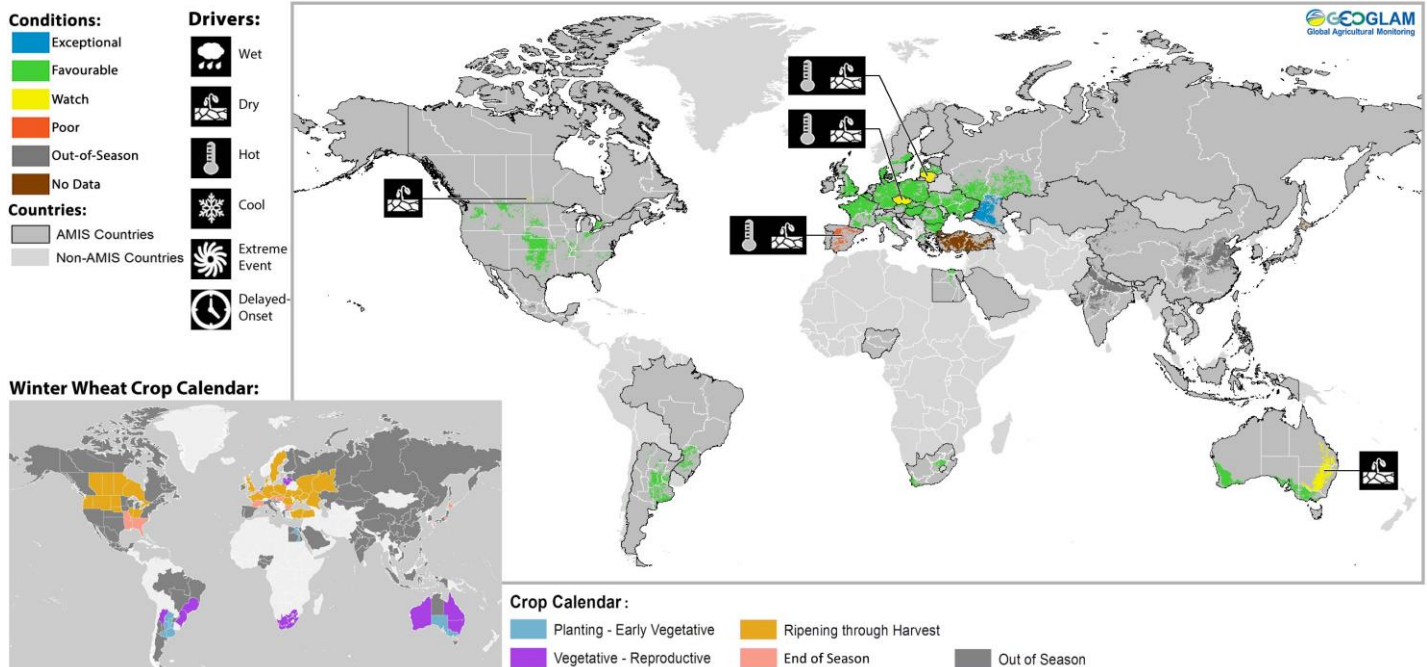 Conditions:
Exceptional
Favourable
Watch
Poor
Out-of-Season
No Data
Countries:
AMIS Countries
Non-AMIS Countries
Drivers:
Wet
Dry
Hot
Cool
Extreme
Event
Delayed-
Onset
GEOGLAM
Global Agricultural Monitoring
Winter Wheat Crop Calendar:
Crop Calendar :
Planting - Early Vegetative
Ripening through Harvest
Vegetative - Reproductive
End of Season
Out of Season